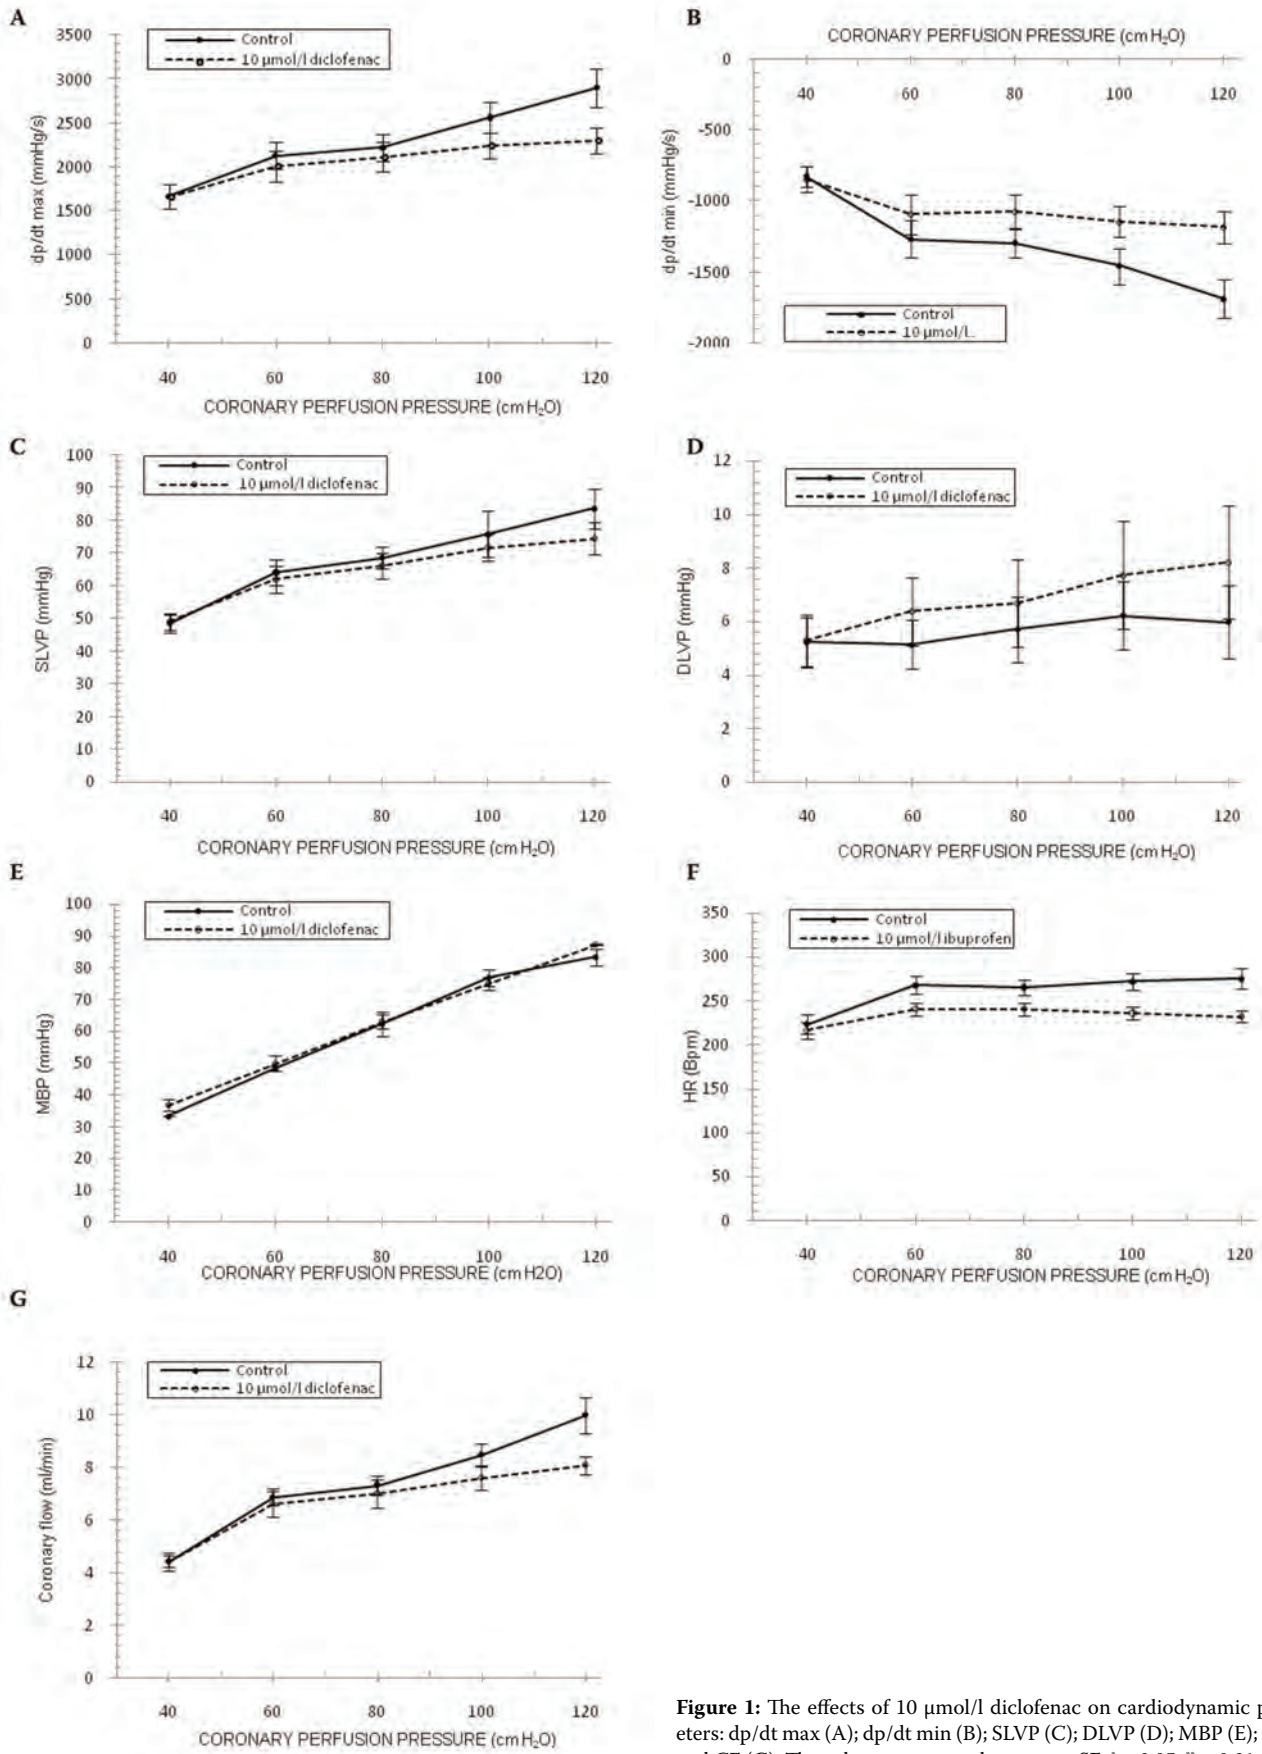 A
3500
3000
2500
2000
1500
1000
500
0
dp/dt max (mmHg/s)
Control
10 µmol/l diclofenac
40 60 80 100 120
CORONARY PERFUSION PRESSURE (cm H₂O)
B
CORONARY PERFUSION PRESSURE (cm H₂O)
0
40 60 80 100 120
-500
-1000
-1500
-2000
dp/dt min (mmHg/s)
Control
10 µmol/l..
C
100
90
80
70
60
50
40
30
20
10
0
SLVP (mmHg)
Control
10 µmol/l diclofenac
40 60 80 100 120
CORONARY PERFUSION PRESSURE (cm H₂O)
D
12
10
8
6
4
2
0
DLVP (mmHg)
Control
10 µmol/l diclofenac
40 60 80 100 120
CORONARY PERFUSION PRESSURE (cm H₂O)
E
100
90
80
70
60
50
40
30
20
10
0
MBP (mmHg)
Control
10 µmol/l diclofenac
40 60 80 100 120
CORONARY PERFUSION PRESSURE (cm H2O)
F
350
300
250
200
150
100
50
0
HR (Bpm)
Control
10 µmol/l ibuprofen
40 60 80 100 120
CORONARY PERFUSION PRESSURE (cm H₂O)
G
12
10
8
6
4
2
0
Coronary flow (ml/min)
Control
10 µmol/l diclofenac
40 60 80 100 120
CORONARY PERFUSION PRESSURE (cm H₂O)
Figure 1: The effects of 10 µmol/l diclofenac on cardiodynamic p
eters: dp/dt max (A); dp/dt min (B); SLVP (C); DLVP (D); MBP (E);